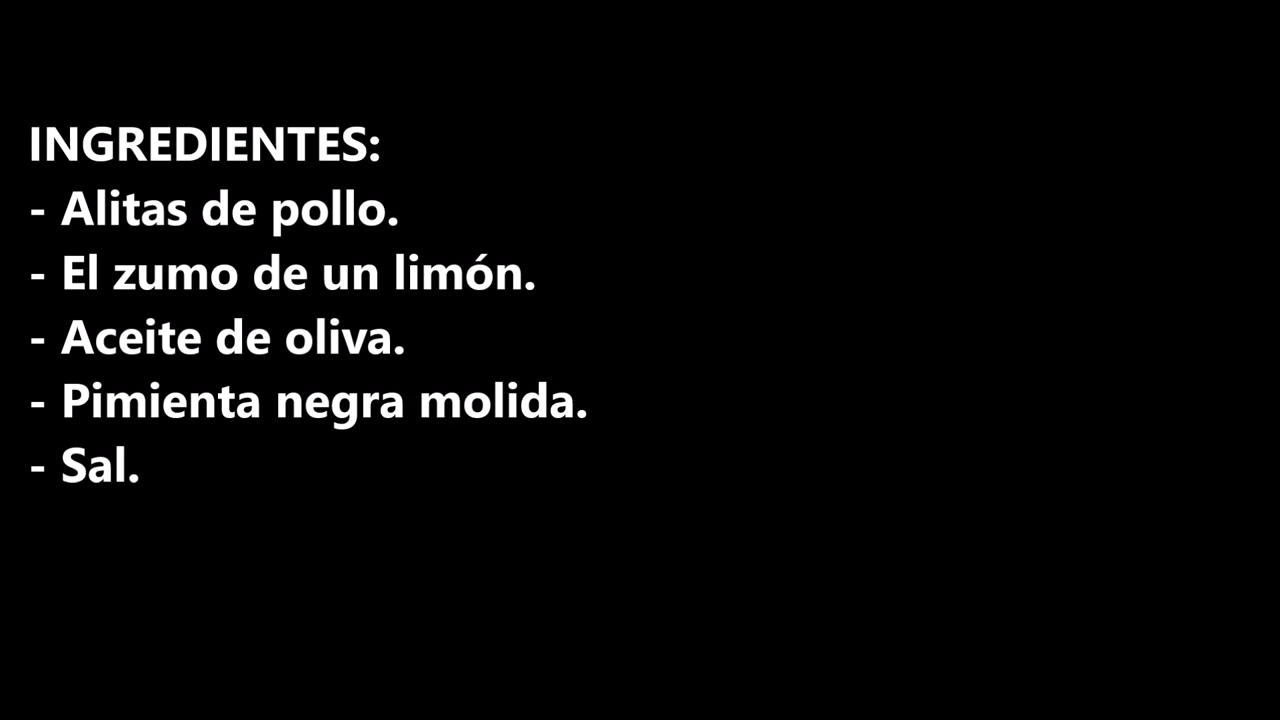 INGREDIENTES:
- Alitas de pollo.
- El zumo de un limón.
- Aceite de oliva.
- Pimienta negra molida.
- Sal.